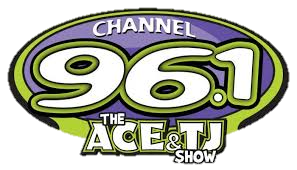 CHANNEL
96.1
THE
ACE & TJ
SHOW